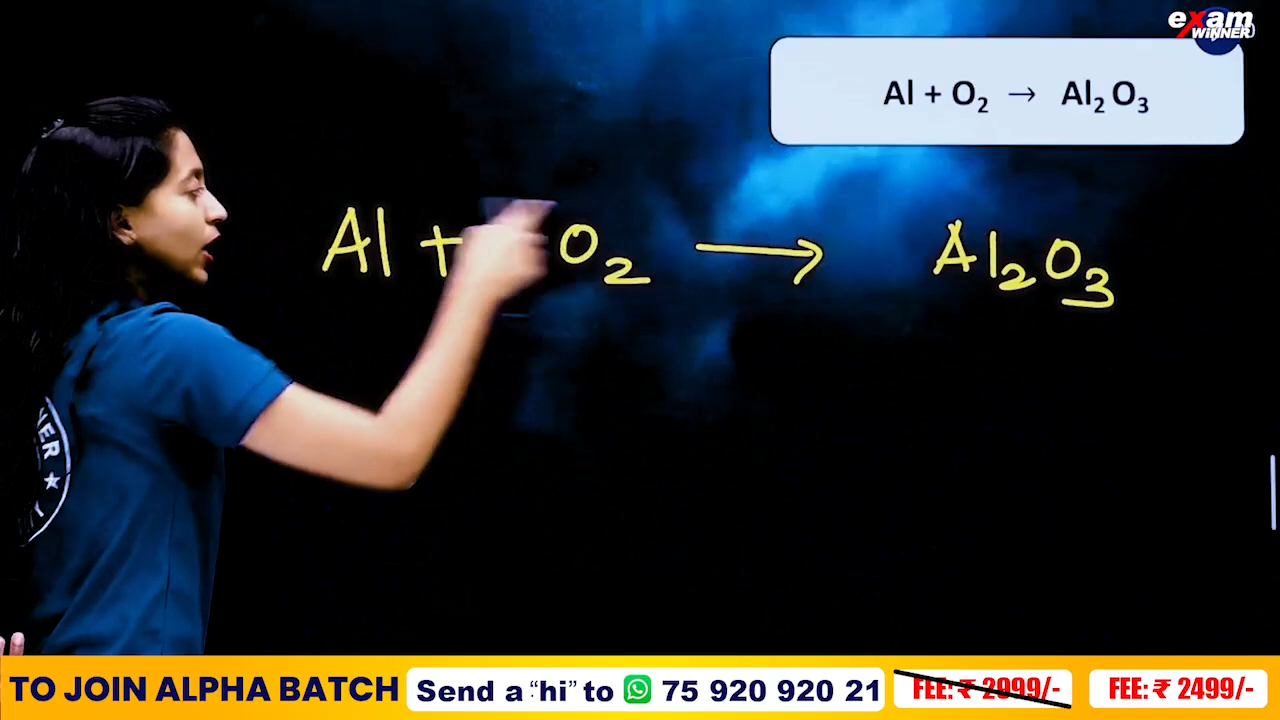 exam
WiNNER
Al + O₂ → Al₂ O₃
Al + O₂ → Al₂O₃
TO JOIN ALPHA BATCH Send a “hi” to 75 920 920 21 FEE: ₹ 2999/- FEE: ₹ 2499/-